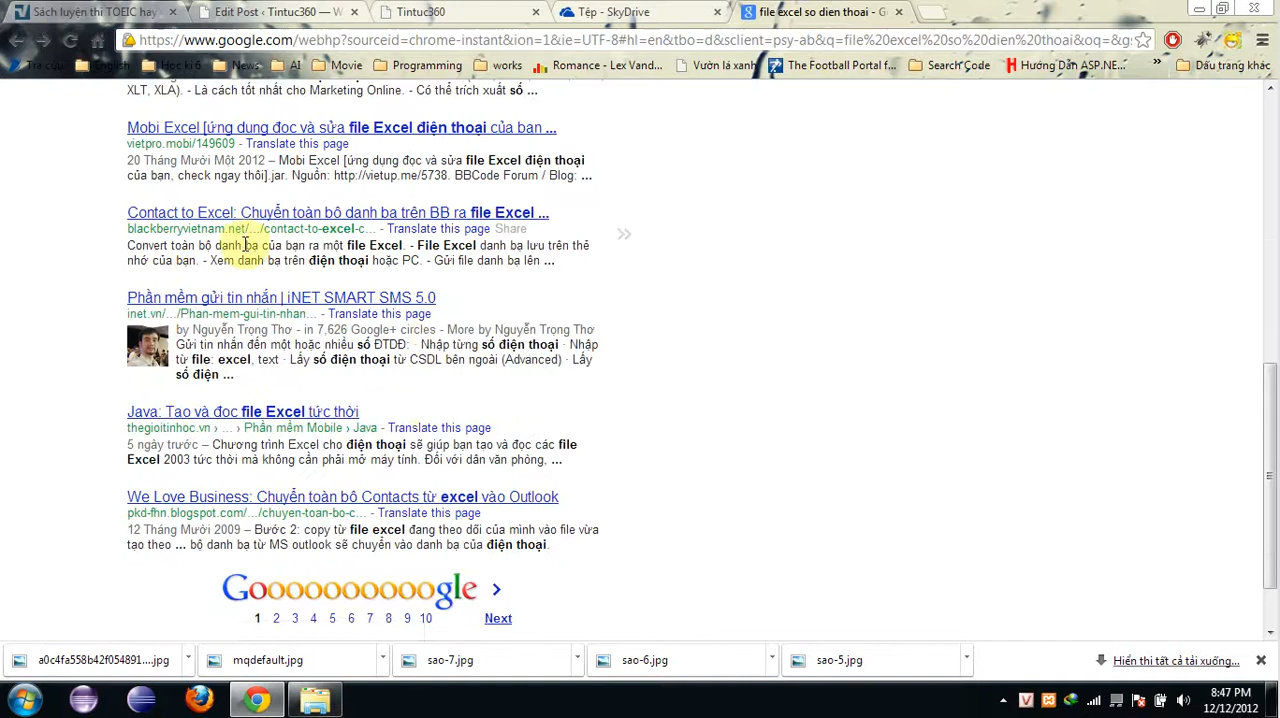 Sách luyện thi TOEIC hay
Edit Post ‹ Tintuc360 — W
Tintuc360
Tệp - SkyDrive
file excel so dien thoai - G
https://www.google.com/webhp?sourceid=chrome-instant&ion=1&ie=UTF-8#hl=en&tbo=d&sclient=psy-ab&q=file%20excel%20so%20dien%20thoai&oq=&gs
Tra cuu
English
Học kì 6
News
AI
Movie
Programming
works
Romance - Lex Vand...
Vườn lá xanh
The Football Pama f...
Search Code
Hướng Dẫn ASP.NE...
»
Dấu trang khác
XLT, XLA). - Là cách tốt nhất cho Marketing Online. - Có thể trích xuất số ...
Mobi Excel [ứng dụng đọc và sửa file Excel điện thoại của bạn ...
vietpro.mobi/149609 - Translate this page
20 Tháng Mười Một 2012 – Mobi Excel [ứng dụng đọc và sửa file Excel điện thoại
của bạn, check ngay thôi].jar. Nguồn: http://vietup.me/5738. BBCode Forum / Blog: ...
Contact to Excel: Chuyển toàn bộ danh bạ trên BB ra file Excel ...
blackberryvietnam.net/.../contact-to-excel-c... - Translate this page Share
Convert toàn bộ danh bạ của bạn ra một file Excel. - File Excel danh bạ lưu trên thẻ
nhớ của bạn. - Xem danh bạ trên điện thoại hoặc PC. - Gửi file danh bạ lên ...
Phần mềm gửi tin nhắn | iNET SMART SMS 5.0
inet.vn/.../Phan-mem-gui-tin-nhan... - Translate this page
by Nguyễn Trọng Thơ - in 7,626 Google+ circles - More by Nguyễn Trọng Thơ
Gửi tin nhắn đến một hoặc nhiều số ĐTDĐ: · Nhập từng số điện thoại · Nhập
từ file: excel, text · Lấy số điện thoại từ CSDL bên ngoài (Advanced) · Lấy
số điện ...
Java: Tạo và đọc file Excel tức thời
thegioitinhoc.vn › ... › Phần mềm Mobile › Java - Translate this page
5 ngày trước – Chương trình Excel cho điện thoại sẽ giúp bạn tạo và đọc các file
Excel 2003 tức thời mà không cần phải mở máy tính. Đối với dân văn phòng, ...
We Love Business: Chuyển toàn bộ Contacts từ excel vào Outlook
pkd-fhn.blogspot.com/.../chuyen-toan-bo-c... - Translate this page
12 Tháng Mười 2009 – Bước 2: copy từ file excel đang theo dõi của mình vào file vừa
tạo theo ... bộ danh bạ từ MS outlook sẽ chuyển vào danh bạ của điện thoại.
Goooooooooogle >
1 2 3 4 5 6 7 8 9 10 Next
a0c4fa558b42f054891....jpg
mqdefault.jpg
sao-7.jpg
sao-6.jpg
sao-5.jpg
Hiển thị tất cả tải xuống...
8:47 PM
12/12/2012